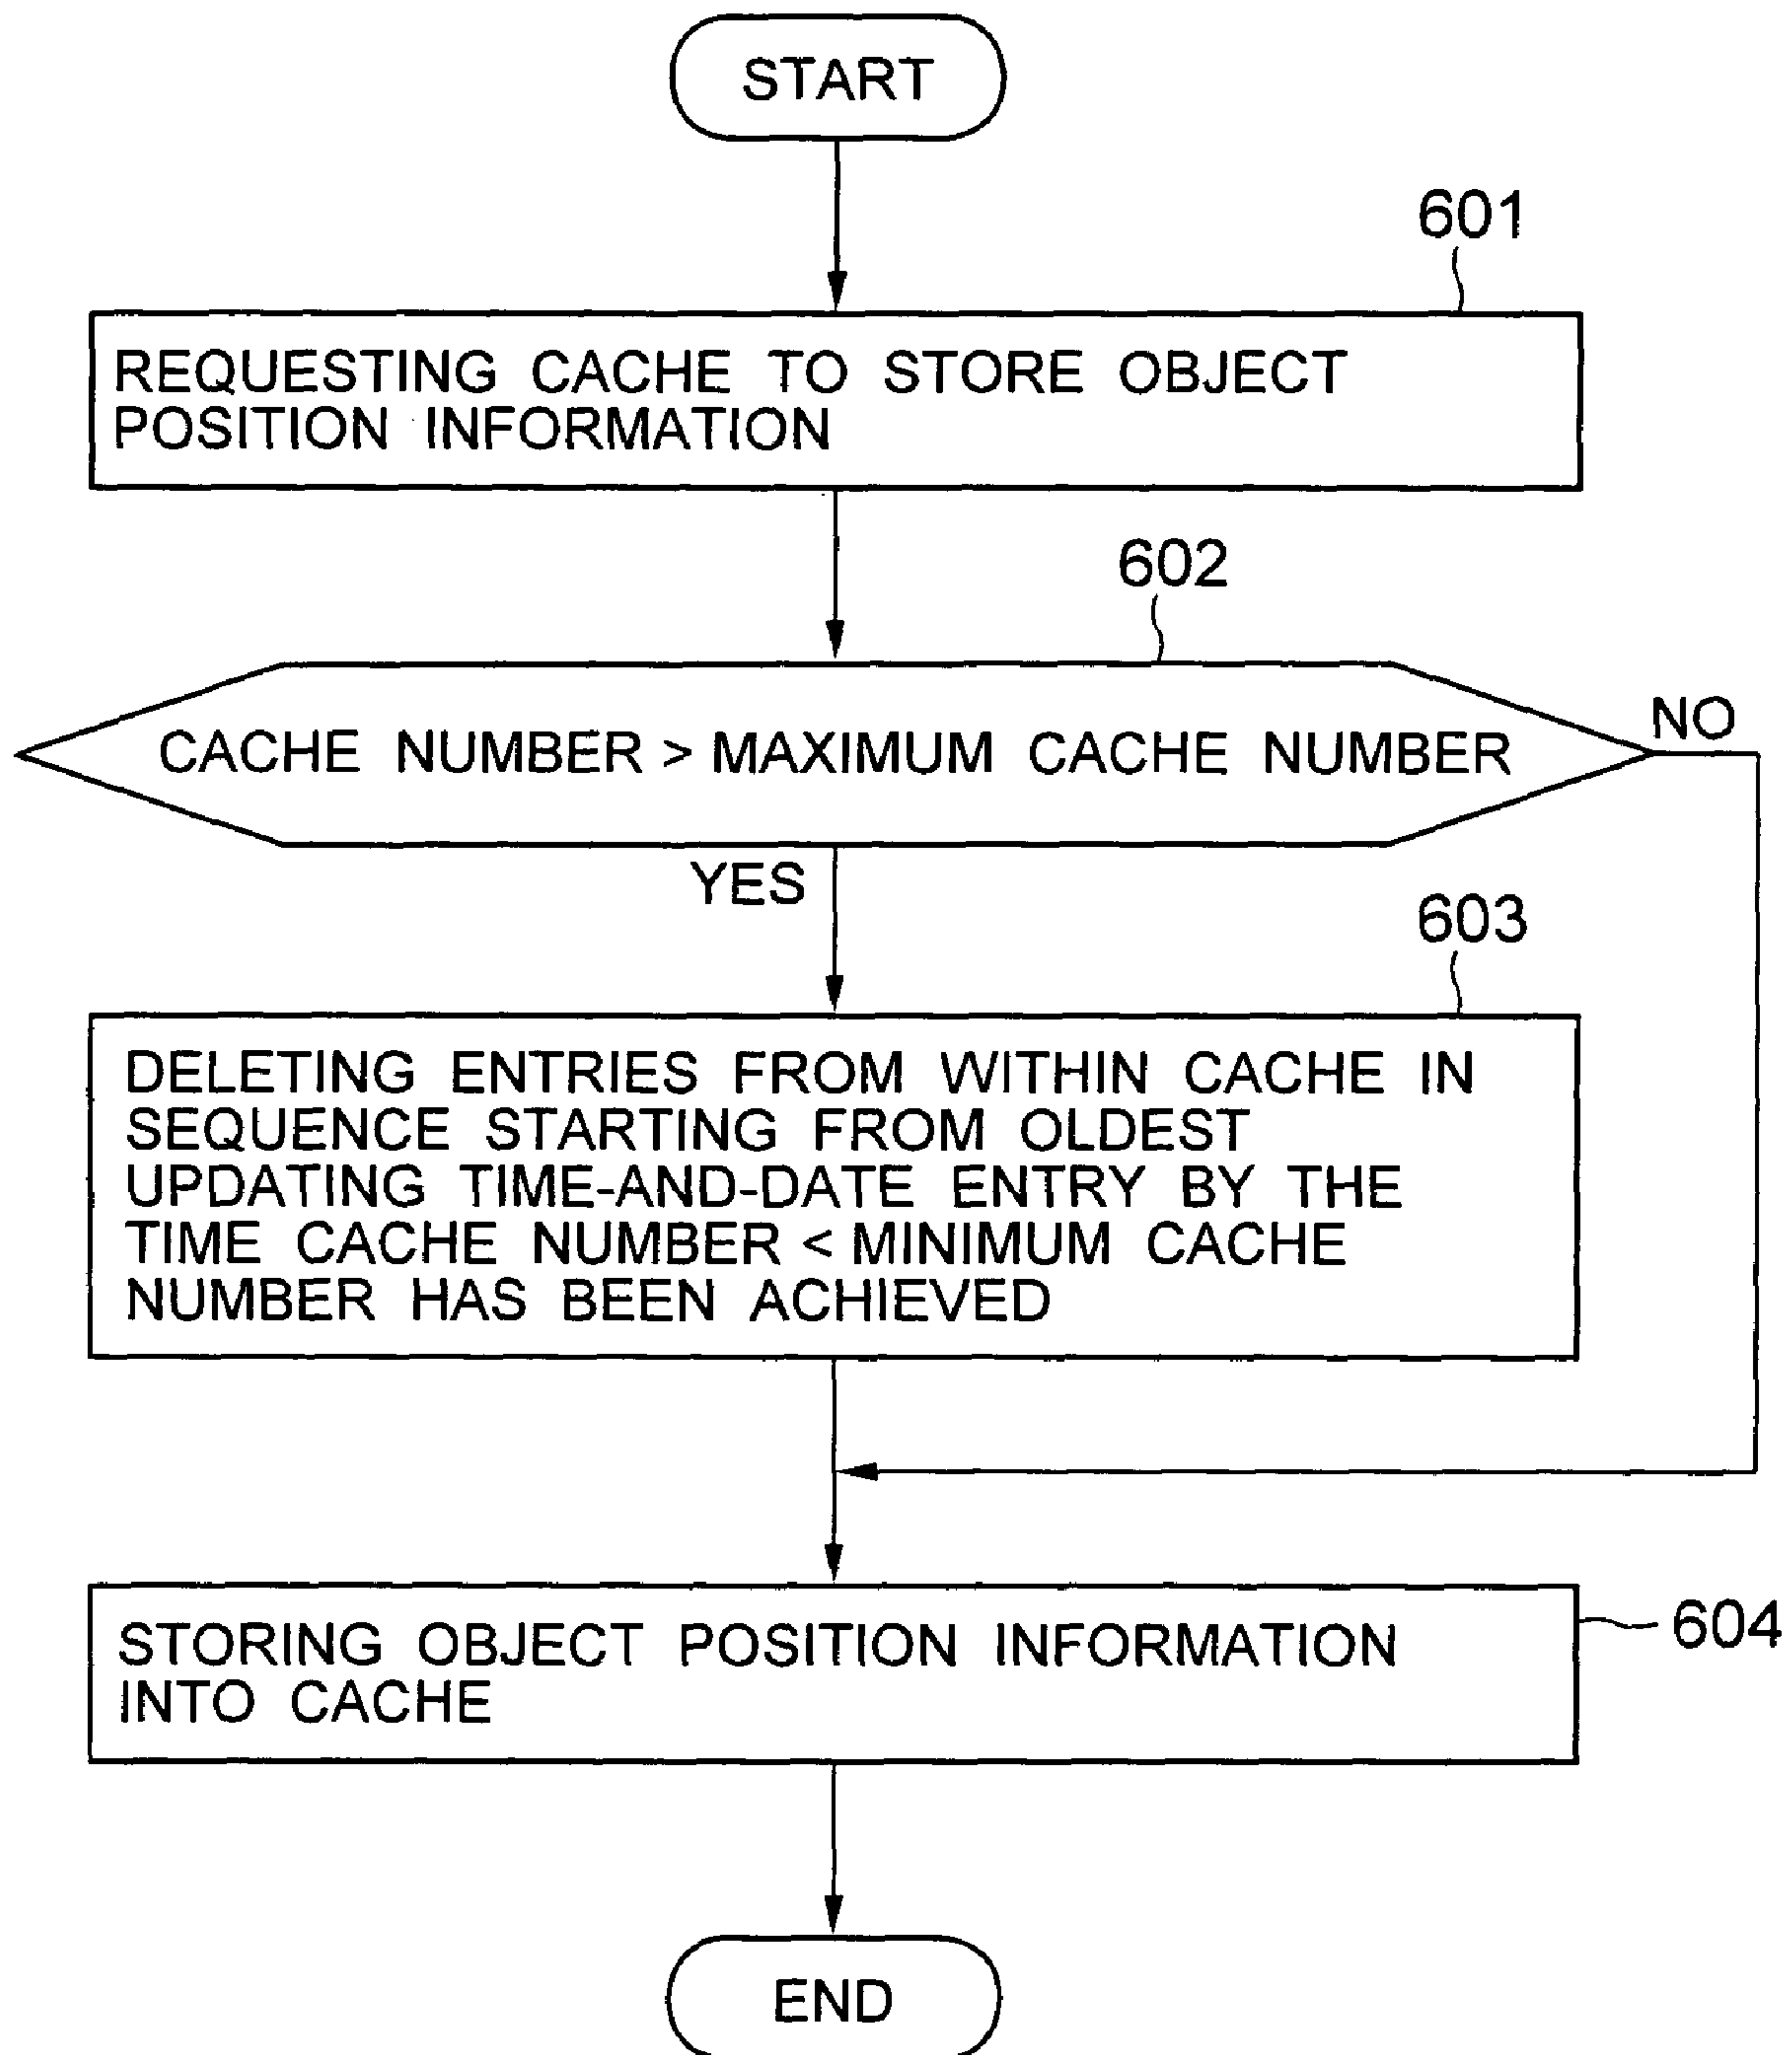 START
601
REQUESTING CACHE TO STORE OBJECT
POSITION INFORMATION
602
CACHE NUMBER > MAXIMUM CACHE NUMBER
NO
YES
603
DELETING ENTRIES FROM WITHIN CACHE IN
SEQUENCE STARTING FROM OLDEST
UPDATING TIME-AND-DATE ENTRY BY THE
TIME CACHE NUMBER < MINIMUM CACHE
NUMBER HAS BEEN ACHIEVED
STORING OBJECT POSITION INFORMATION
INTO CACHE
604
END